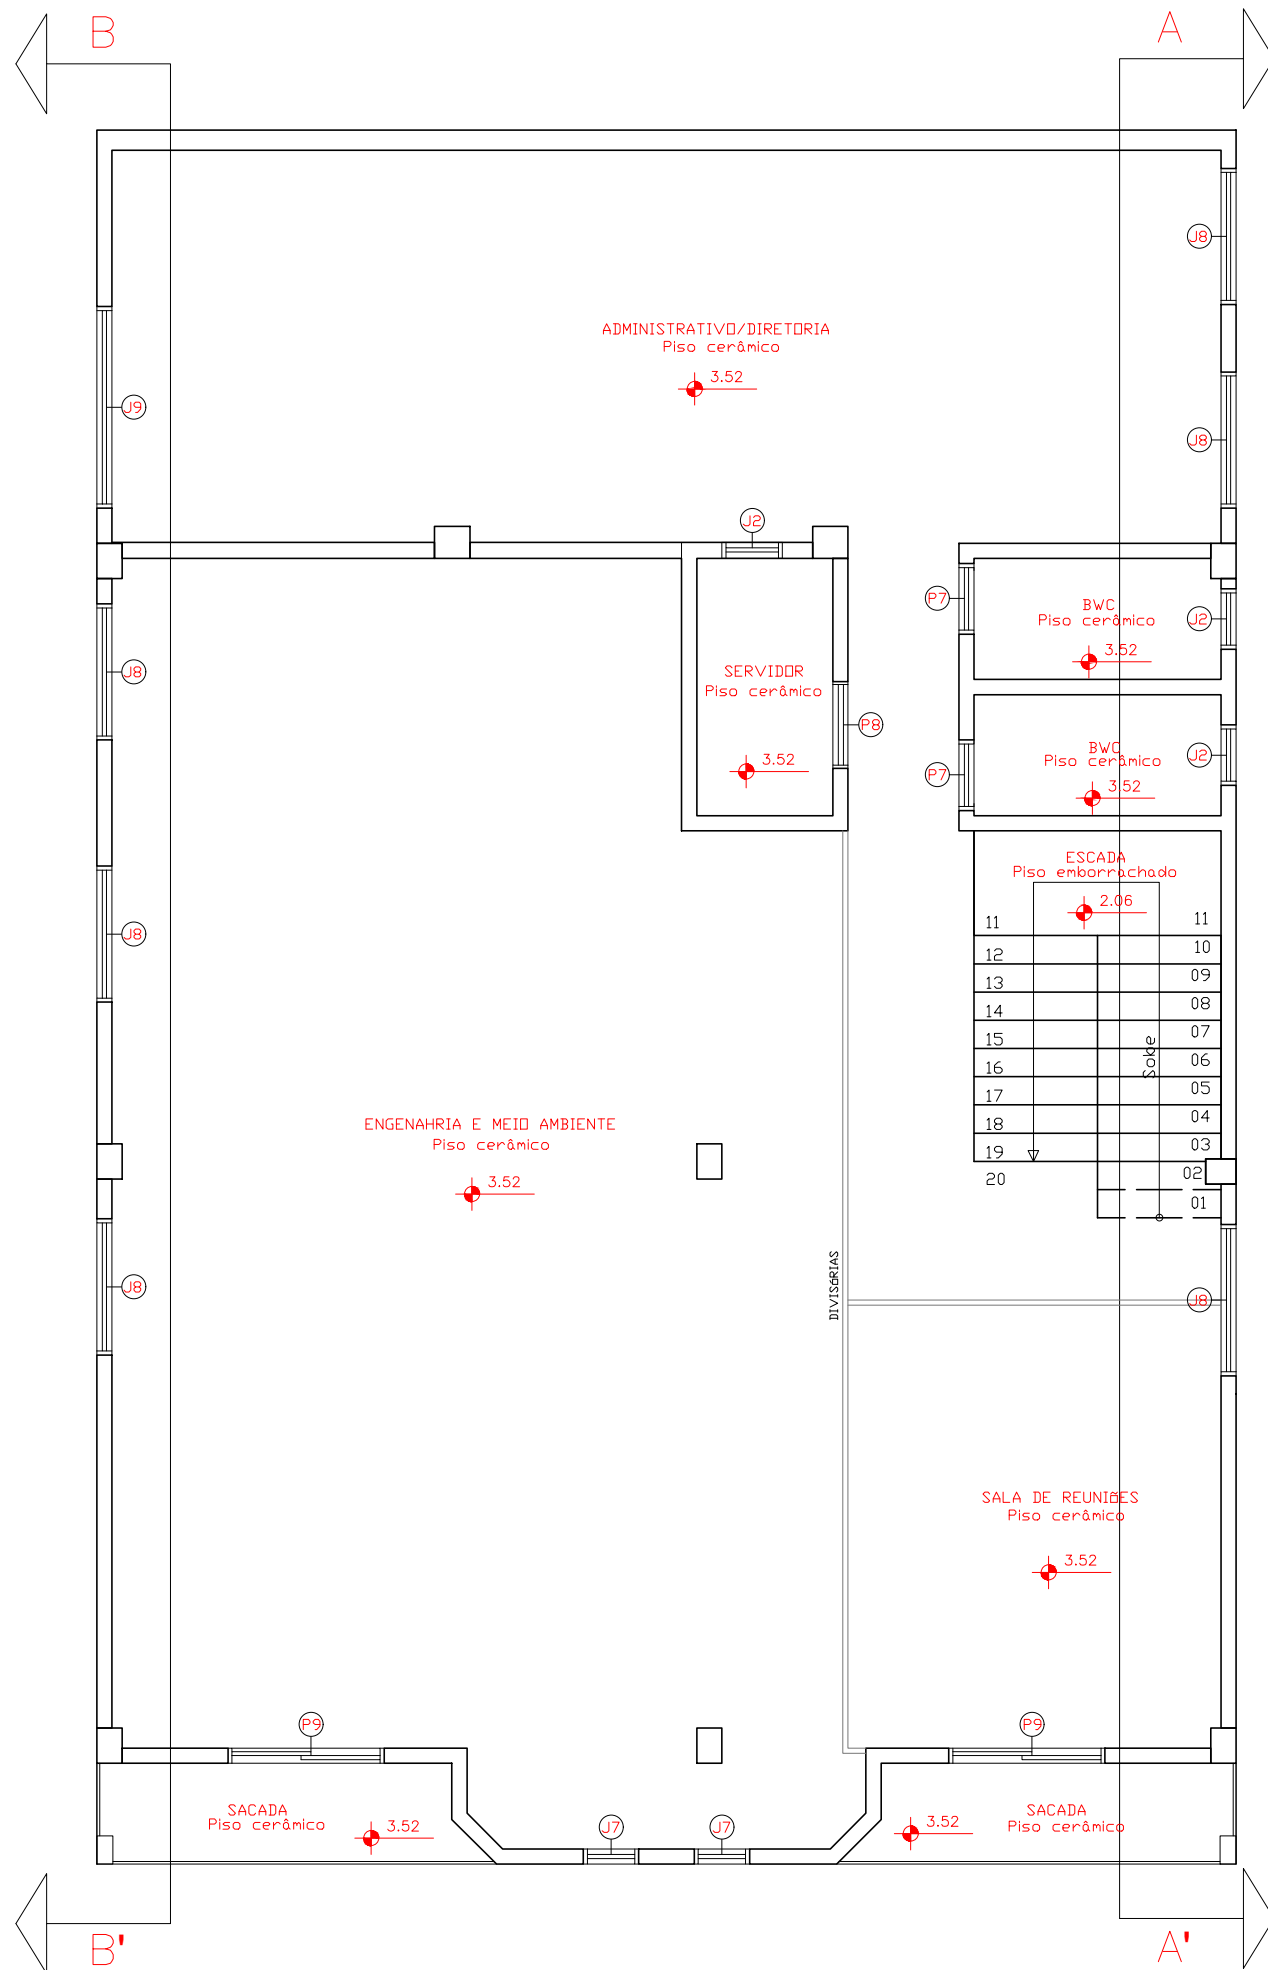 B
A
J8
ADMINISTRATIVO/DIRETORIA
Piso cerâmico
3.52
J9
J8
J2
P7
BWC
Piso cerâmico
J2
3.52
J8
SERVIDOR
Piso cerâmico
P8
3.52
BWC
Piso cerâmico
J2
P7
3.52
ESCADA
Piso emborrachado
2.06
11
11
10
12
09
13
08
14
07
15
06
16
05
17
04
18
03
19
02
20
01
Sobe
J8
ENGENAHRIA E MEIO AMBIENTE
Piso cerâmico
3.52
DIVISóRIAS
J8
J8
SALA DE REUNIõES
Piso cerâmico
3.52
P9
P9
SACADA
Piso cerâmico
3.52
J7
J7
3.52
SACADA
Piso cerâmico
B'
A'